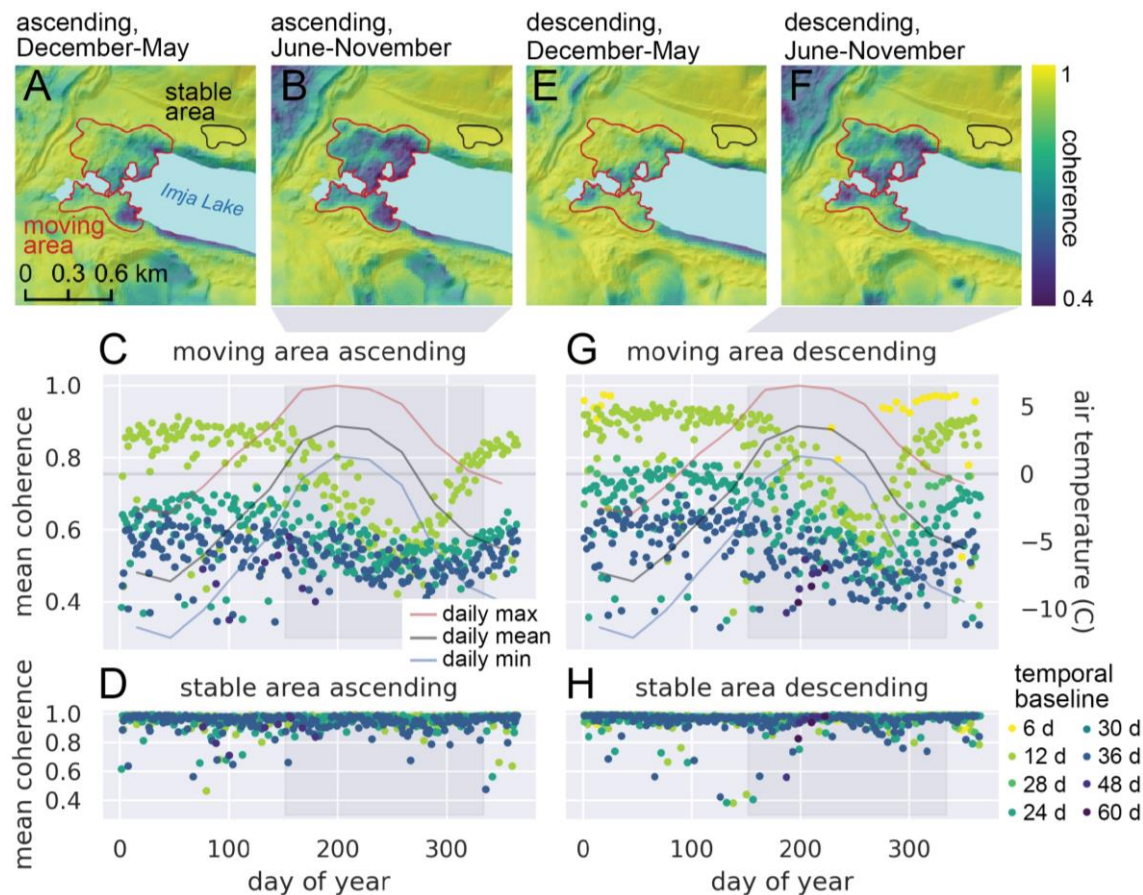 ascending,
December-May
ascending,
June-November
descending,
December-May
descending,
June-November
A
stable
area
Imja Lake
moving
area
0 0.3 0.6 km
B
E
F
1
coherence
0.4
C
moving area ascending
1.0
0.8
0.6
0.4
mean coherence
daily max
daily mean
daily min
G
moving area descending
5
0
−5
−10
air temperature (C)
D
stable area ascending
1.0
0.8
0.6
0.4
mean coherence
0 100 200 300
day of year
H
stable area descending
0 100 200 300
day of year
temporal
baseline
6 d
12 d
28 d
24 d
30 d
36 d
48 d
60 d